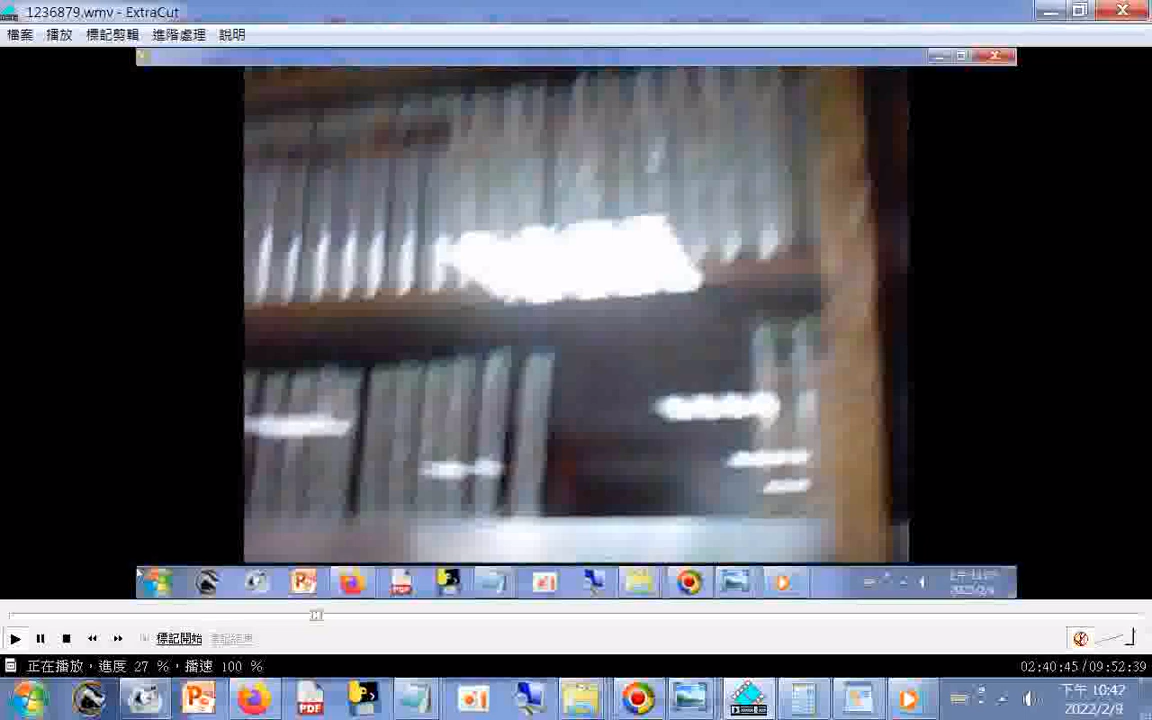 1236879.wmv - ExtraCut
檔案 播放 標記剪輯 進階處理 說明
標記開始 標記結束
正在播放，進度 27 %，播速 100 %
02:40:45 / 09:52:39
PDF
下午 10:42
2022/2/9